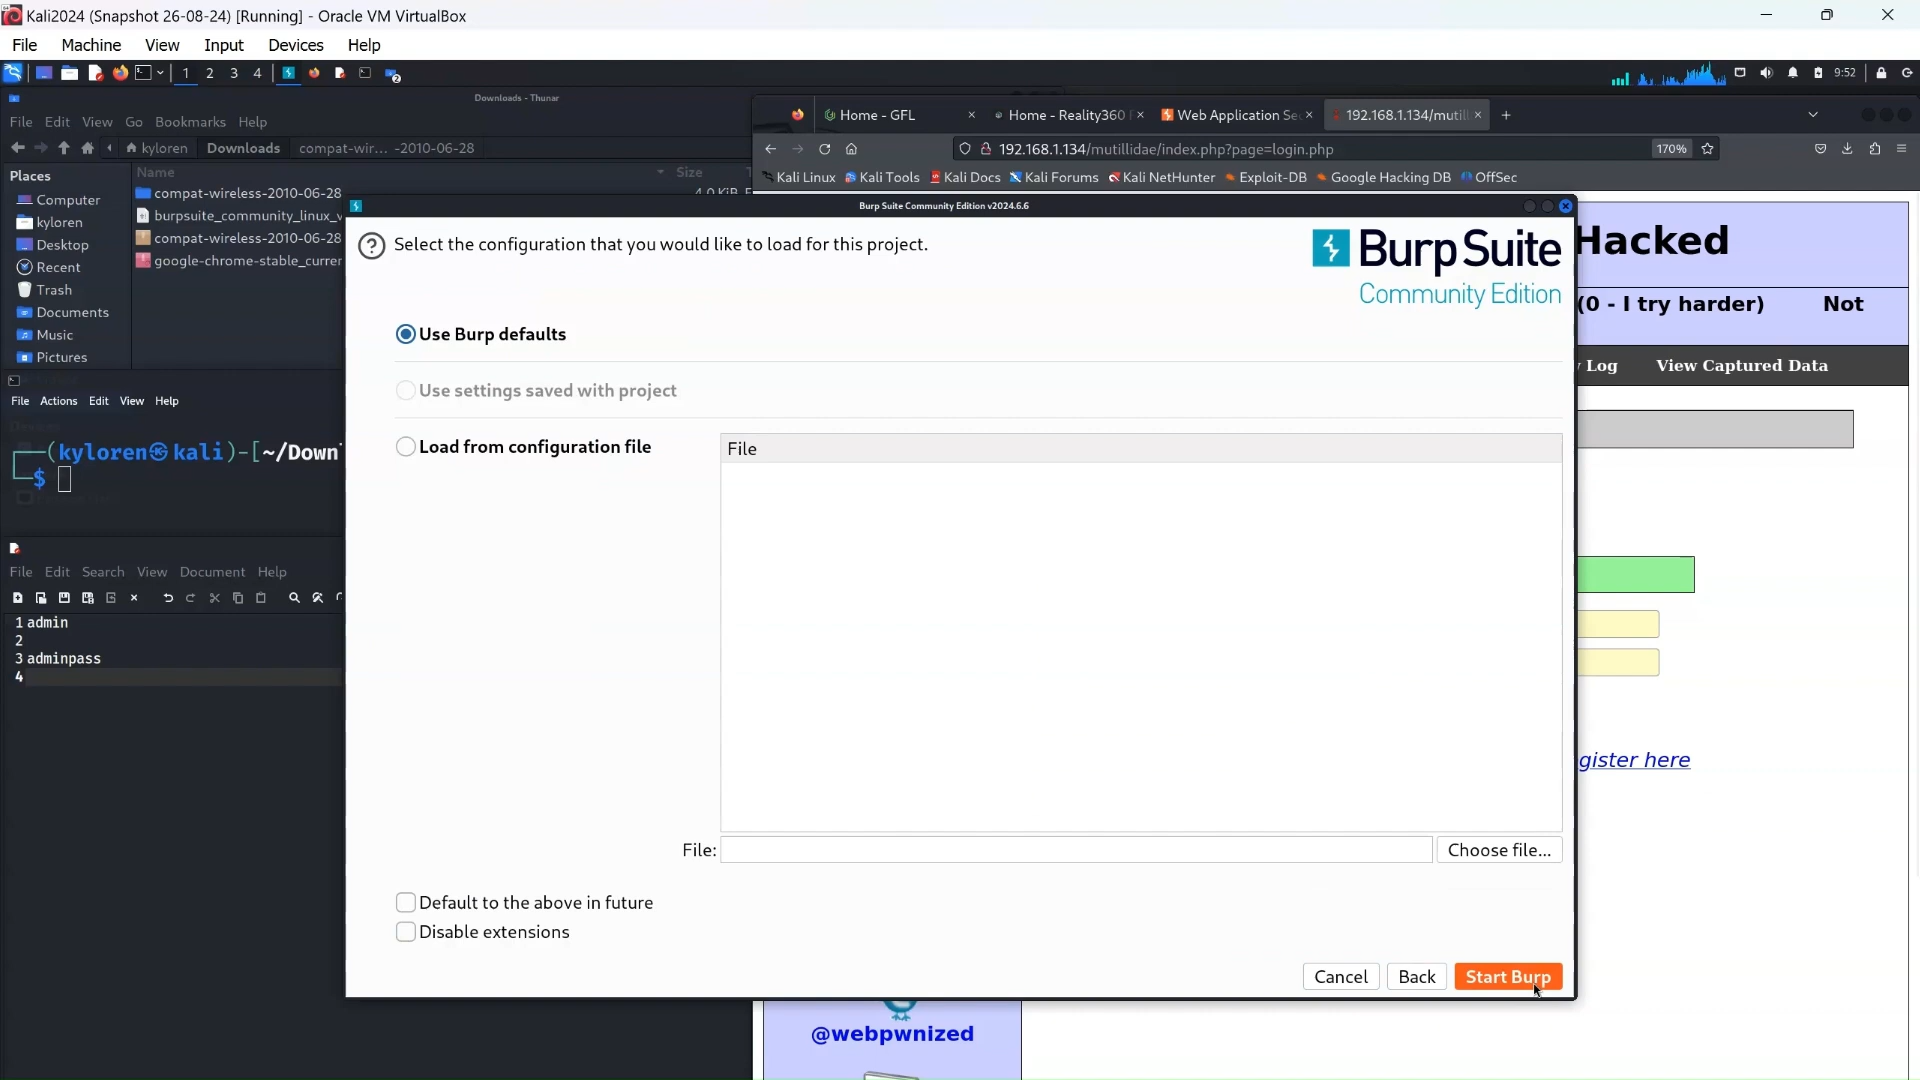 Kali2024 (Snapshot 26-08-24) [Running] - Oracle VM VirtualBox
File Machine View Input Devices Help
1 2 3 4 2 9:52
Downloads - Thunar
File Edit View Go Bookmarks Help
kyloren Downloads compat-wir... -2010-06-28
Places
Computer
kyloren
Desktop
Recent
Trash
Documents
Music
Pictures
Name Size
compat-wireless-2010-06-28
burpsuite_community_linux_v
compat-wireless-2010-06-28
google-chrome-stable_curre
Home - GFL
Home - Reality360
Web Application Sec
192.168.1.134/mutil
192.168.1.134/mutillidae/index.php?page=login.php 170%
Kali Linux Kali Tools Kali Docs Kali Forums Kali NetHunter Exploit-DB Google Hacking DB OffSec
Burp Suite Community Edition v2024.6.6
Select the configuration that you would like to load for this project.
Burp Suite
Community Edition
Use Burp defaults
Use settings saved with project
Load from configuration file
File
File:
Choose file...
Default to the above in future
Disable extensions
Cancel Back Start Burp
Hacked
(0 - I try harder) Not
Log View Captured Data
gister here
@webpwnized
File Actions Edit View Help
(kyloren㉿kali)-[~/Down
$
File Edit Search View Document Help
1 admin
2
3 adminpass
4